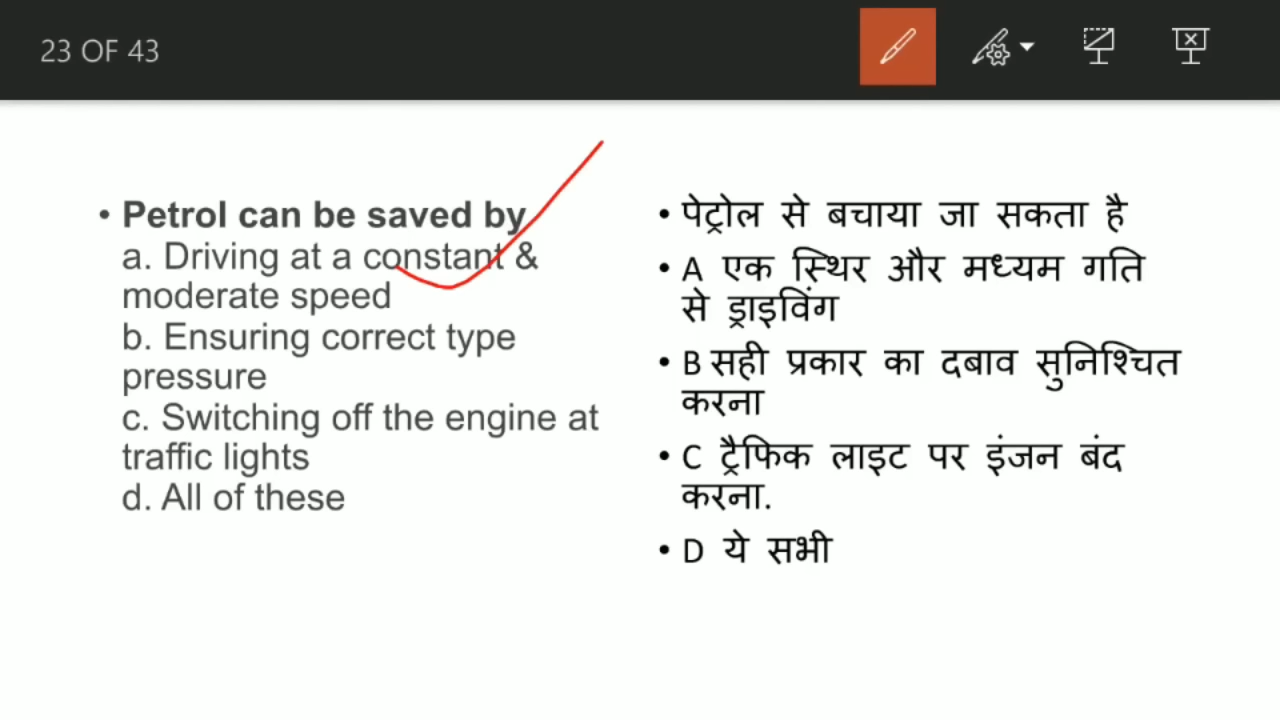 23 OF 43
• Petrol can be saved by
a. Driving at a constant &
moderate speed
b. Ensuring correct type
pressure
c. Switching off the engine at
traffic lights
d. All of these
• पेट्रोल से बचाया जा सकता है
• A एक स्थिर और मध्यम गति
से ड्राइविंग
• B सही प्रकार का दबाव सुनिश्चित
करना
• C ट्रैफिक लाइट पर इंजन बंद
करना.
• D ये सभी